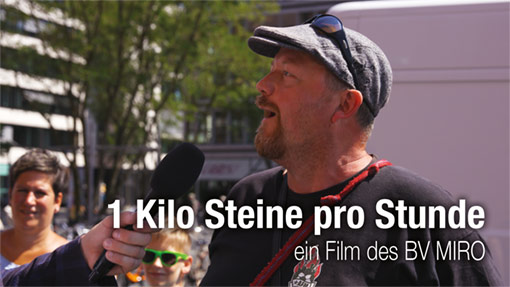 1 Kilo Steine pro Stunde
ein Film des BV MIRO